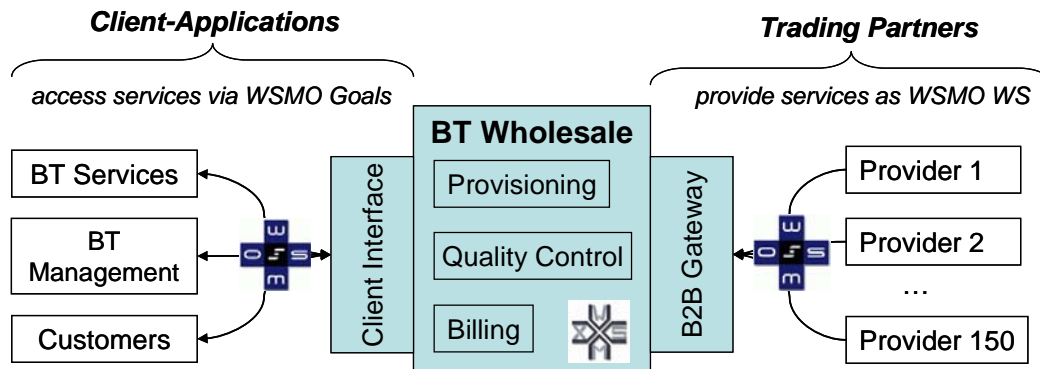 Client-Applications
Trading Partners
access services via WSMO Goals
provide services as WSMO WS
BT Wholesale
BT Services
BT
Management
Customers
Client Interface
Provisioning
Quality Control
Billing
B2B Gateway
Provider 1
Provider 2
...
Provider 150